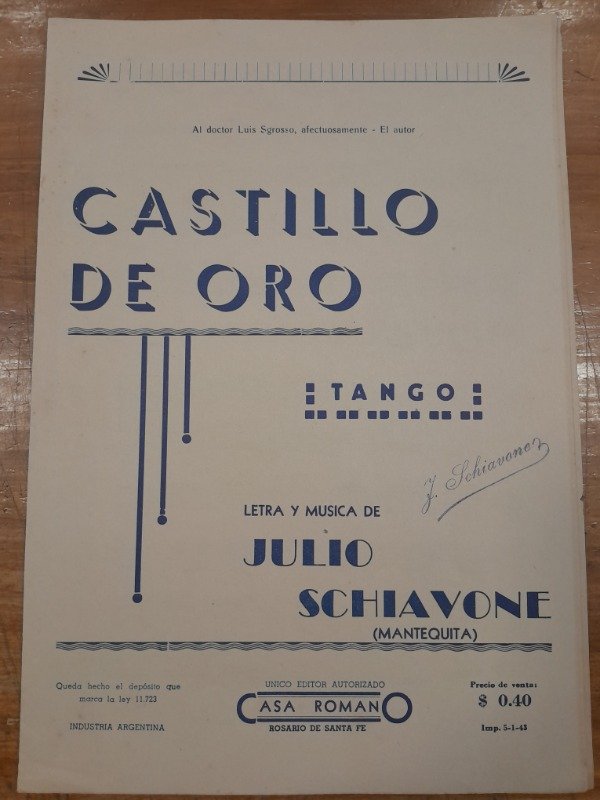 Al doctor Luis Sgrosso, afectuosamente - El autor
CASTILLO
DE ORO
TANGO
J. Schiavone
LETRA Y MUSICA DE
JULIO
SCHIAVONE
(MANTEQUITA)
Queda hecho el depósito que
marca la ley 11.723
INDUSTRIA ARGENTINA
UNICO EDITOR AUTORIZADO
CASA ROMANO
ROSARIO DE SANTA FE
Precio de venta:
$ 0.40
Imp. 5-1-43